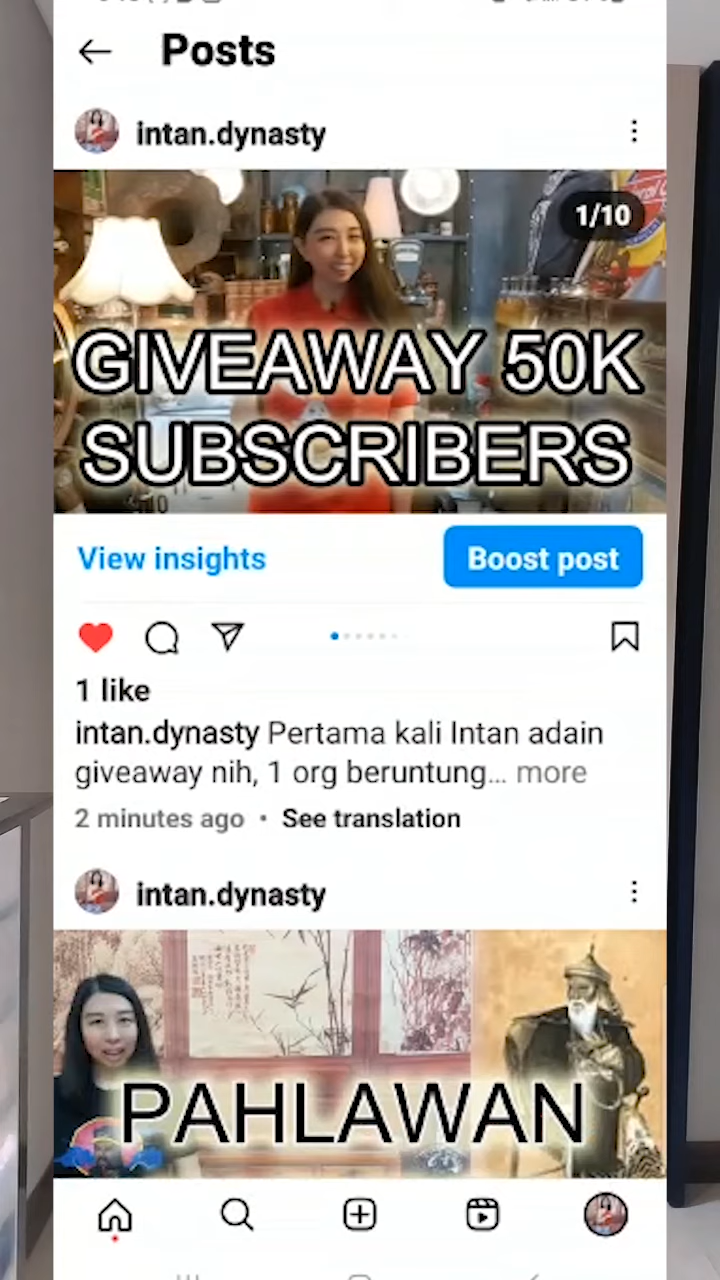 Posts
intan.dynasty
1/10
GIVEAWAY 50K
SUBSCRIBERS
View insights
Boost post
1 like
intan.dynasty Pertama kali Intan adain
giveaway nih, 1 org beruntung... more
2 minutes ago • See translation
intan.dynasty
PAHLAWAN